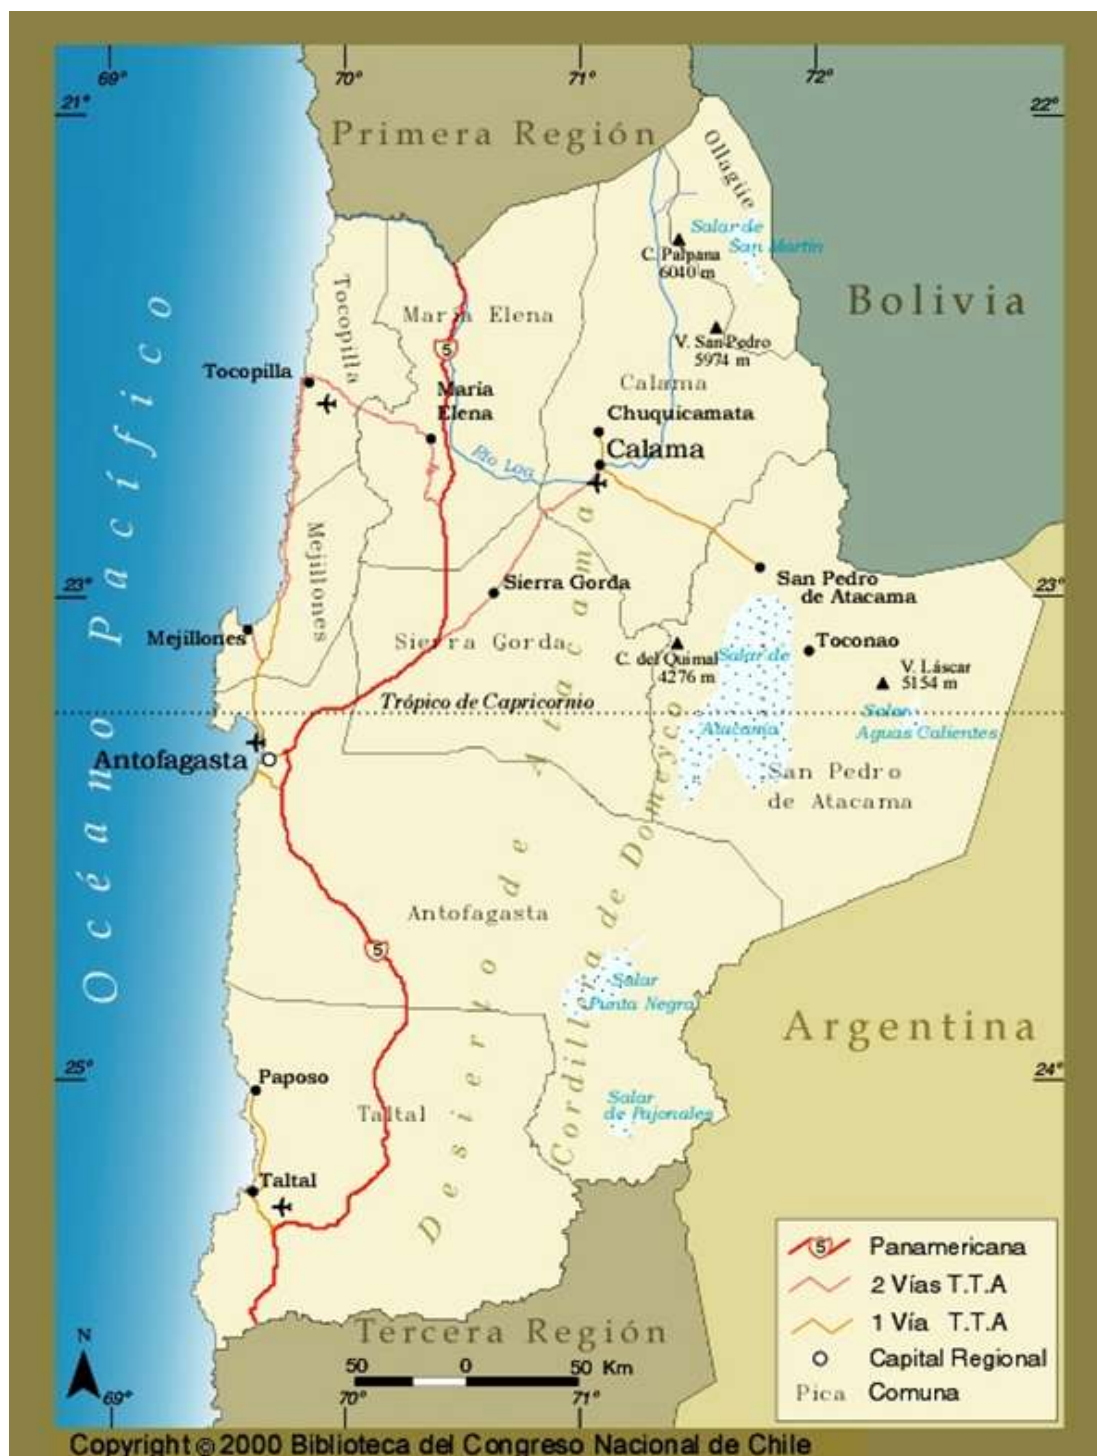 69°
70°
71°
72°
21°
22°
Primera Región
Ollagüe
Salar de
San Martín
C. Palpana
6040 m
Bolivia
Océano Pacífico
Tocopilla
María Elena
5
V. San Pedro
5974 m
Tocopilla
María
Elena
Calama
Chuquicamata
Calama
Río Loa
Mejillones
Sierra Gorda
San Pedro
de Atacama
23°
23°
Mejillones
Sierra Gorda
C. del Quimal
4276 m
Salar de
Atacama
Toconao
V. Láscar
5154 m
Trópico de Capricornio
Salar
Aguas Calientes
Antofagasta
San Pedro
de Atacama
Desierto de Atacama
Cordillera de Domeyco
Antofagasta
5
Salar
Punta Negra
Argentina
25°
24°
Paposo
Taltal
Salar
de Pajonales
Taltal
5 Panamericana
2 Vías T.T.A
1 Vía T.T.A
Capital Regional
Pica Comuna
Tercera Región
N
50 0 50 Km
69°
70°
71°
Copyright © 2000 Biblioteca del Congreso Nacional de Chile